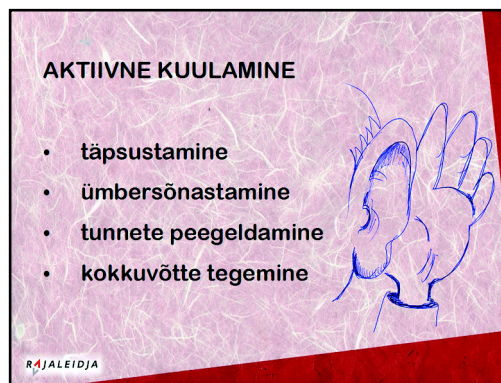 AKTIIVNE KUULAMINE
• täpsustamine
• ümbersõnastamine
• tunnete peegeldamine
• kokkuvõtte tegemine
RAJALEIDJA